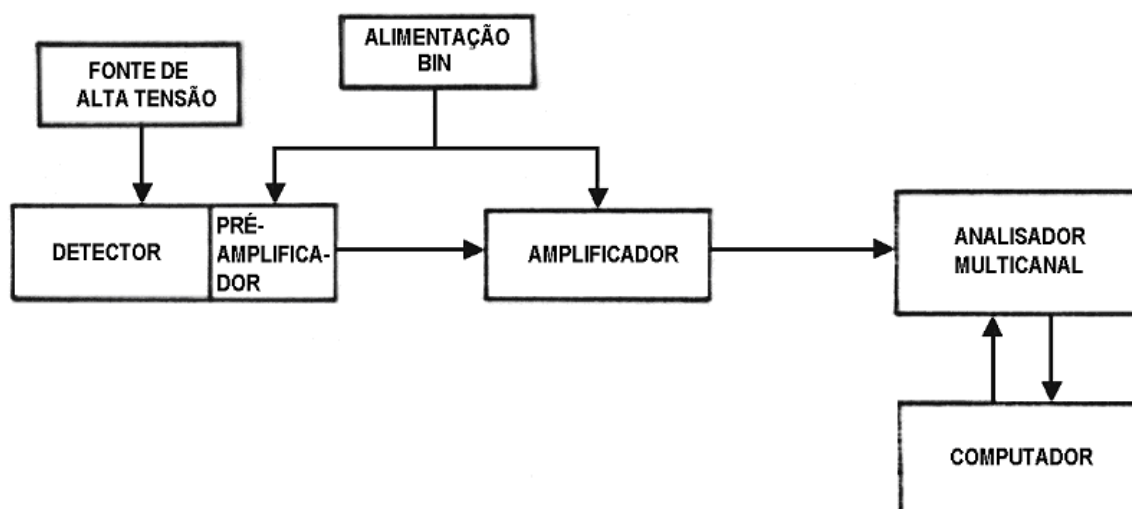 ALIMENTAÇÃO
BIN
FONTE DE
ALTA TENSÃO
DETECTOR
PRÉ-
AMPLIFICA-
DOR
AMPLIFICADOR
ANALISADOR
MULTICANAL
COMPUTADOR